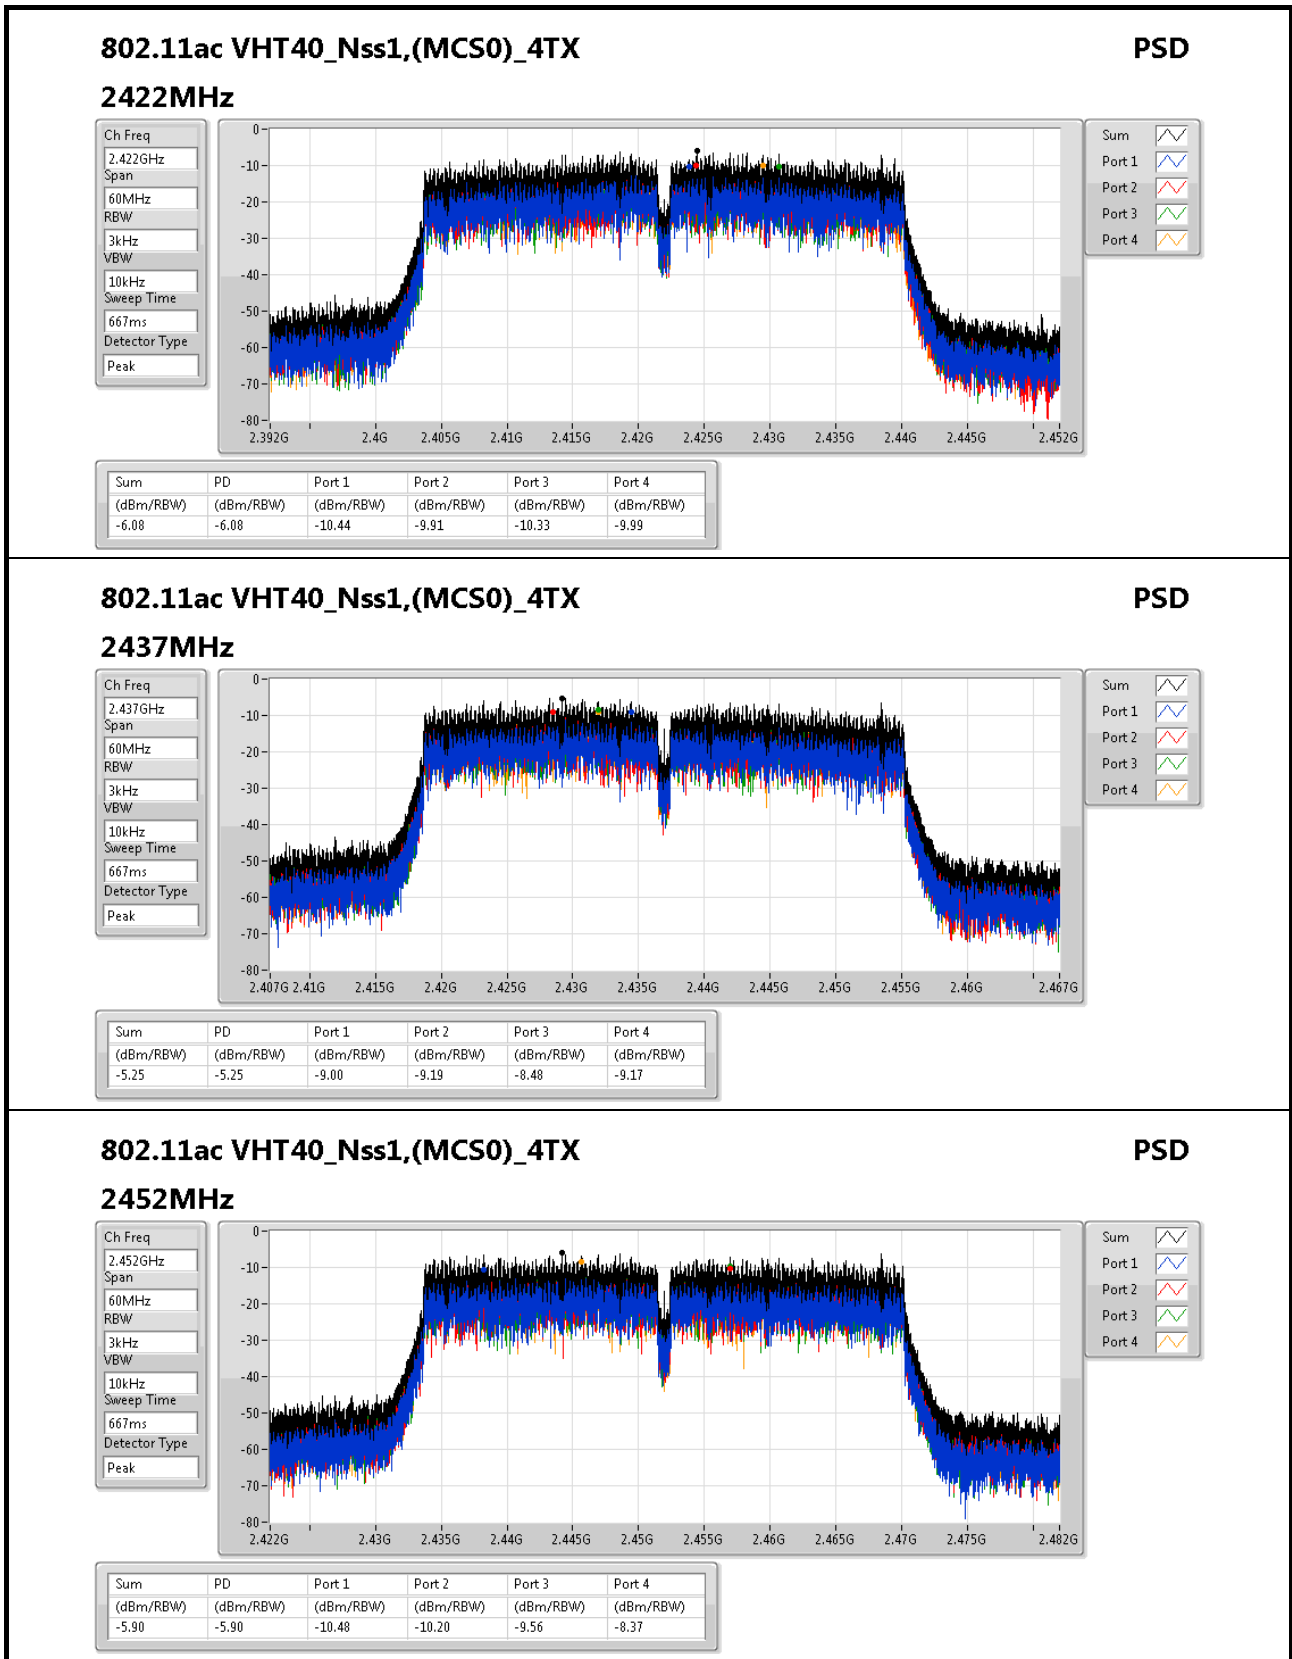 802.11ac VHT40_Nss1,(MCS0)_4TX PSD
2422MHz
Ch Freq
2.422GHz
Span
60MHz
RBW
3kHz
VBW
10kHz
Sweep Time
667ms
Detector Type
Peak
0
-10
-20
-30
-40
-50
-60
-70
-80
2.392G 2.4G 2.405G 2.41G 2.415G 2.42G 2.425G 2.43G 2.435G 2.44G 2.445G 2.452G
Sum
Port 1
Port 2
Port 3
Port 4
Sum PD Port 1 Port 2 Port 3 Port 4
(dBm/RBW) (dBm/RBW) (dBm/RBW) (dBm/RBW) (dBm/RBW) (dBm/RBW)
-6.08 -6.08 -10.44 -9.91 -10.33 -9.99
802.11ac VHT40_Nss1,(MCS0)_4TX PSD
2437MHz
Ch Freq
2.437GHz
Span
60MHz
RBW
3kHz
VBW
10kHz
Sweep Time
667ms
Detector Type
Peak
0
-10
-20
-30
-40
-50
-60
-70
-80
2.407G 2.41G 2.415G 2.42G 2.425G 2.43G 2.435G 2.44G 2.445G 2.45G 2.455G 2.46G 2.467G
Sum
Port 1
Port 2
Port 3
Port 4
Sum PD Port 1 Port 2 Port 3 Port 4
(dBm/RBW) (dBm/RBW) (dBm/RBW) (dBm/RBW) (dBm/RBW) (dBm/RBW)
-5.25 -5.25 -9.00 -9.19 -8.48 -9.17
802.11ac VHT40_Nss1,(MCS0)_4TX PSD
2452MHz
Ch Freq
2.452GHz
Span
60MHz
RBW
3kHz
VBW
10kHz
Sweep Time
667ms
Detector Type
Peak
0
-10
-20
-30
-40
-50
-60
-70
-80
2.422G 2.43G 2.435G 2.44G 2.445G 2.45G 2.455G 2.46G 2.465G 2.47G 2.475G 2.482G
Sum
Port 1
Port 2
Port 3
Port 4
Sum PD Port 1 Port 2 Port 3 Port 4
(dBm/RBW) (dBm/RBW) (dBm/RBW) (dBm/RBW) (dBm/RBW) (dBm/RBW)
-5.90 -5.90 -10.48 -10.20 -9.56 -8.37